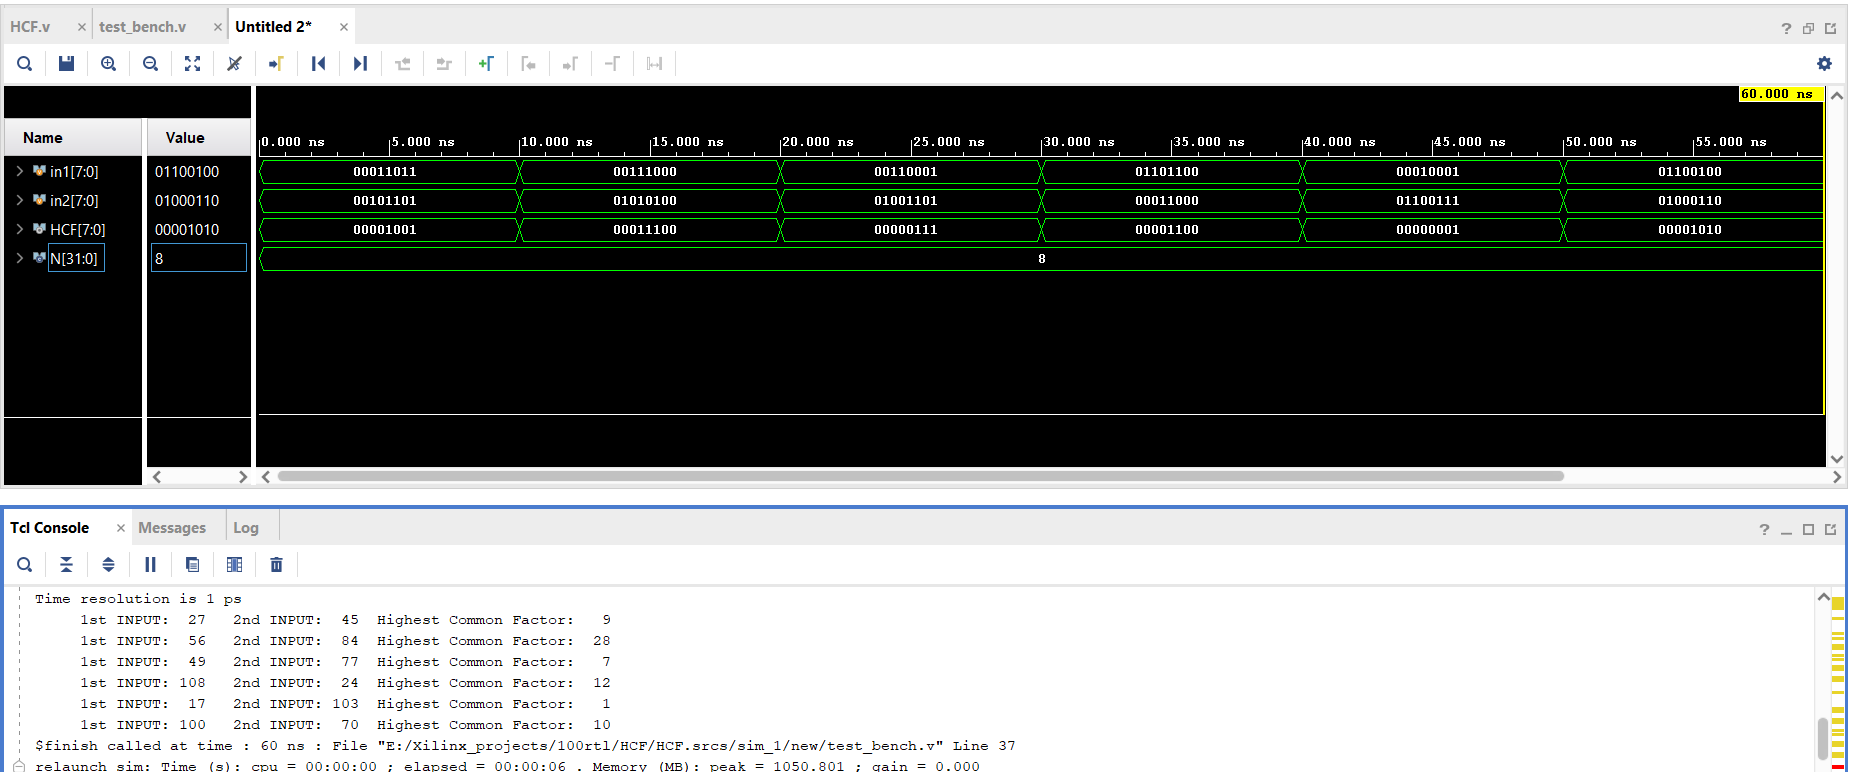 HCF.v × test_bench.v × Untitled 2* ×
?
60.000 ns
Name Value
0.000 ns 5.000 ns 10.000 ns 15.000 ns 20.000 ns 25.000 ns 30.000 ns 35.000 ns 40.000 ns 45.000 ns 50.000 ns 55.000 ns
in1[7:0] 01100100 00011011 00111000 00110001 01101100 00010001 01100100
in2[7:0] 01000110 00101101 01010100 01001101 00011000 01100111 01000110
HCF[7:0] 00001010 00001001 00011100 00000111 00001100 00000001 00001010
N[31:0] 8 8
Tcl Console × Messages Log
?
Time resolution is 1 ps
1st INPUT: 27 2nd INPUT: 45 Highest Common Factor: 9
1st INPUT: 56 2nd INPUT: 84 Highest Common Factor: 28
1st INPUT: 49 2nd INPUT: 77 Highest Common Factor: 7
1st INPUT: 108 2nd INPUT: 24 Highest Common Factor: 12
1st INPUT: 17 2nd INPUT: 103 Highest Common Factor: 1
1st INPUT: 100 2nd INPUT: 70 Highest Common Factor: 10
$finish called at time : 60 ns : File "E:/Xilinx_projects/100rtl/HCF/HCF.srcs/sim_1/new/test_bench.v" Line 37
relaunch_sim: Time (s): cpu = 00:00:00 ; elapsed = 00:00:06 . Memory (MB): peak = 1050.801 ; gain = 0.000